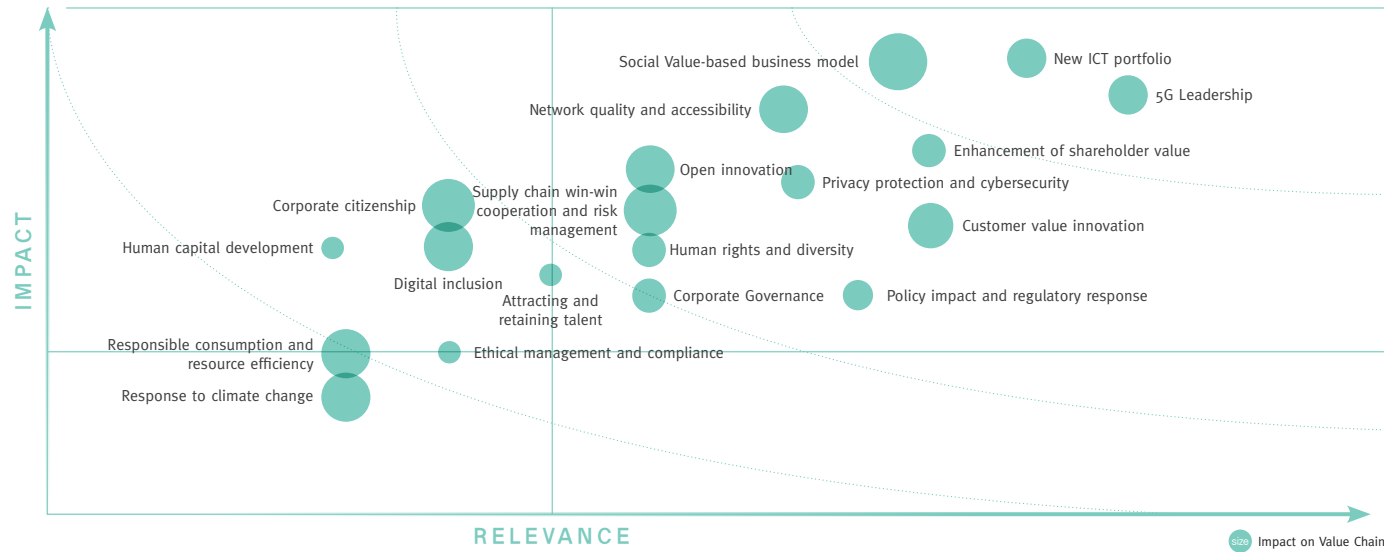 Social Value-based business model
New ICT portfolio
5G Leadership
Network quality and accessibility
Enhancement of shareholder value
Open innovation
Privacy protection and cybersecurity
Supply chain win-win
cooperation and risk
management
Corporate citizenship
Customer value innovation
Human capital development
Human rights and diversity
Digital inclusion
Attracting and
retaining talent
Corporate Governance
Policy impact and regulatory response
Responsible consumption and
resource efficiency
Ethical management and compliance
Response to climate change
IMPACT
RELEVANCE
size Impact on Value Chain